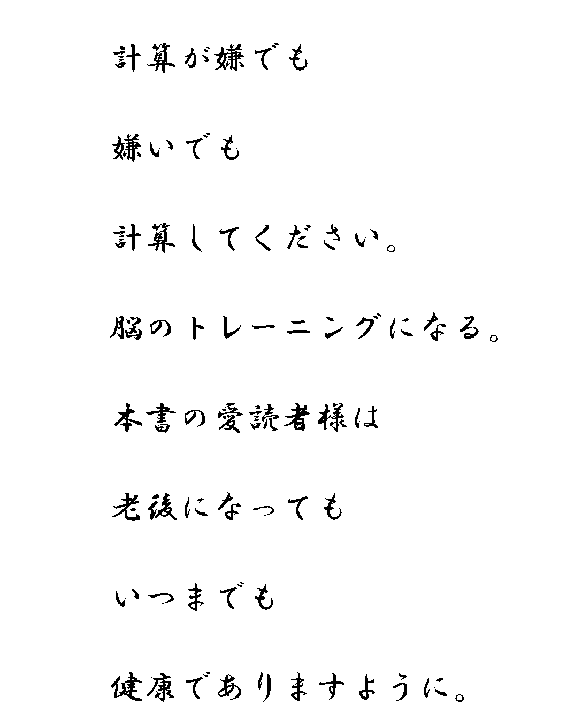 計算が嫌でも
嫌いでも
計算してください。
脳のトレーニングになる。
本書の愛読者様は
老後になっても
いつまでも
健康でありますように。